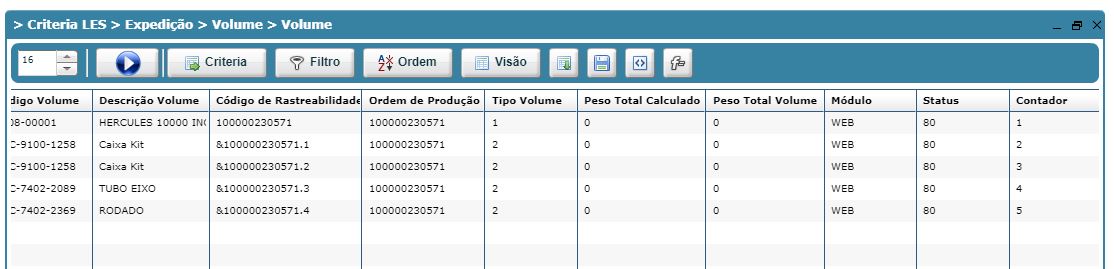 > Criteria LES > Expedição > Volume > Volume
16 Criteria Filtro Ordem Visão
digo Volume Descrição Volume Código de Rastreabilidade Ordem de Produção Tipo Volume Peso Total Calculado Peso Total Volume Módulo Status Contador
08-00001 HERCULES 10000 100000230571 100000230571 1 0 0 WEB 80 1
C-9100-1258 Caixa Kit &100000230571.1 100000230571 2 0 0 WEB 80 2
C-9100-1258 Caixa Kit &100000230571.2 100000230571 2 0 0 WEB 80 3
C-7402-2089 TUBO EIXO &100000230571.3 100000230571 2 0 0 WEB 80 4
C-7402-2369 RODADO &100000230571.4 100000230571 2 0 0 WEB 80 5